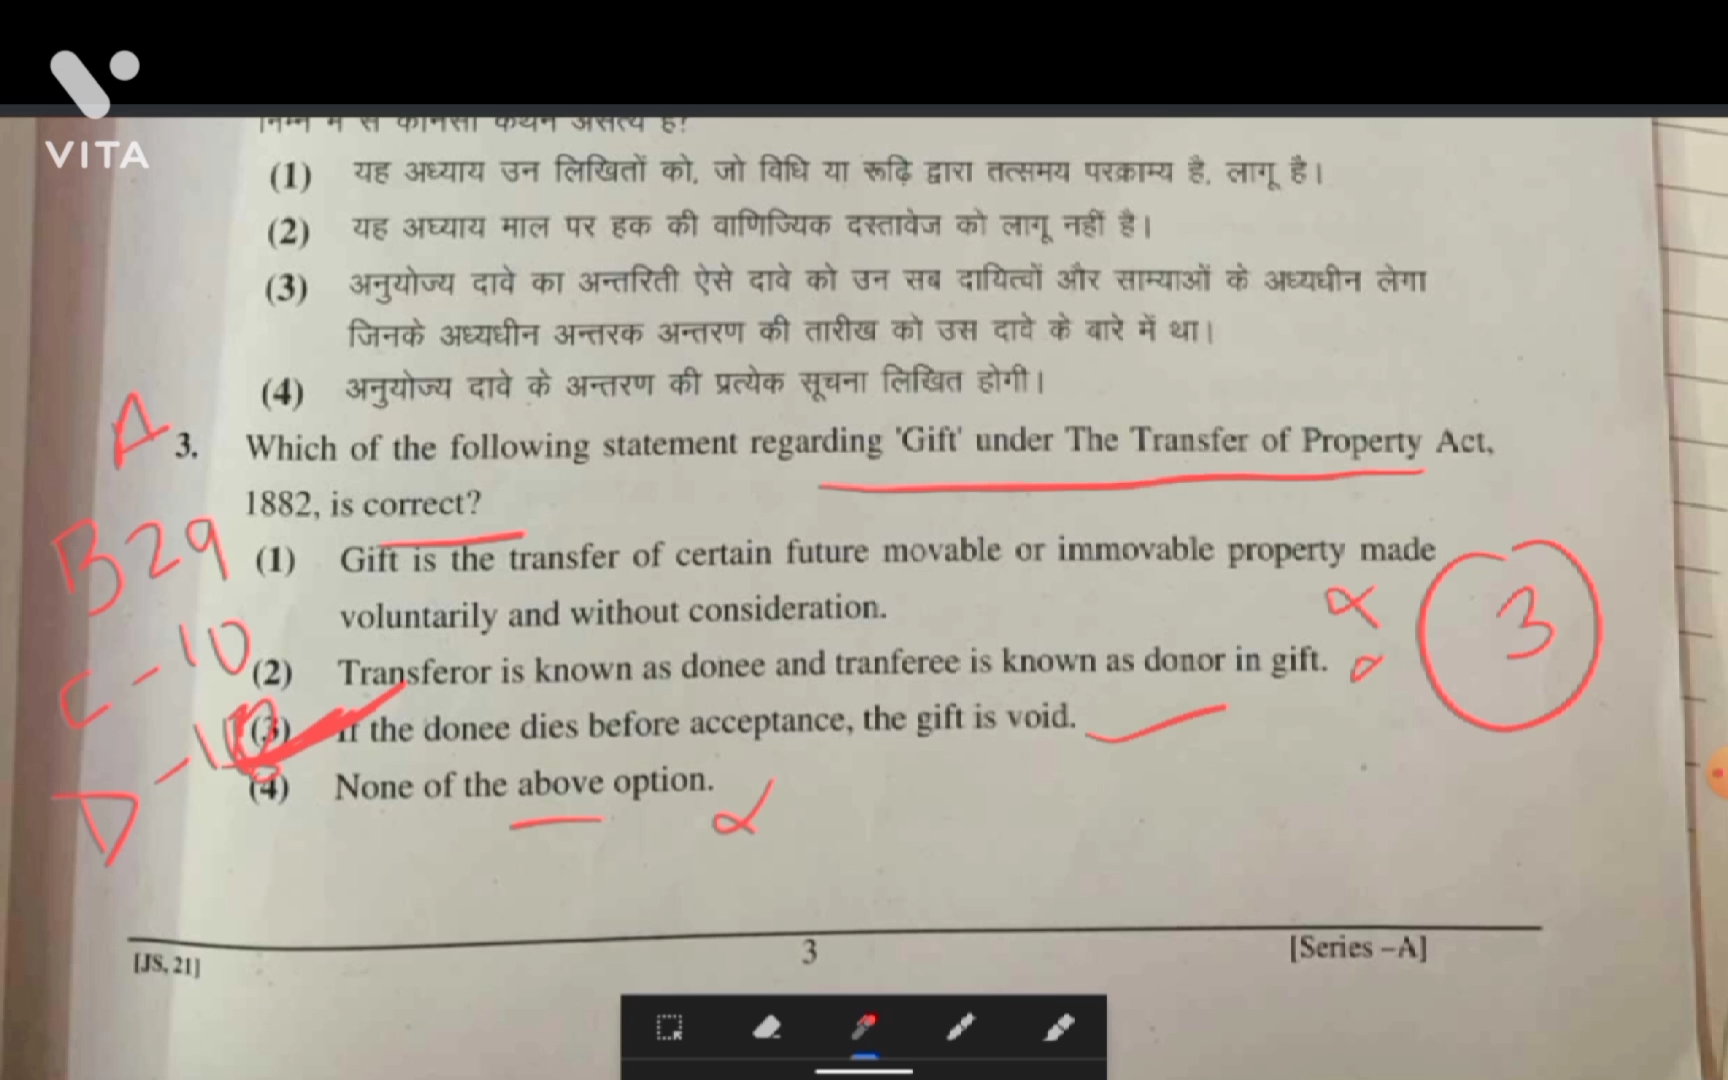 VITA
निम्न में से कौनसा कथन असत्य है?
(1) यह अध्याय उन लिखितों को, जो विधि या रूढ़ि द्वारा तत्समय परक्राम्य है, लागू है।
(2) यह अध्याय माल पर हक की वाणिज्यिक दस्तावेज को लागू नहीं है।
(3) अनुयोज्य दावे का अन्तरिती ऐसे दावे को उन सब दायित्वों और साम्याओं के अध्यधीन लेगा
जिनके अध्यधीन अन्तरक अन्तरण की तारीख को उस दावे के बारे में था।
(4) अनुयोज्य दावे के अन्तरण की प्रत्येक सूचना लिखित होगी।
A
3. Which of the following statement regarding 'Gift' under The Transfer of Property Act,
1882, is correct?
B 29
(1) Gift is the transfer of certain future movable or immovable property made
voluntarily and without consideration.
3
C - 10
(2) Transferor is known as donee and tranferee is known as donor in gift.
(3) If the donee dies before acceptance, the gift is void.
D
(4) None of the above option.
[JS, 21] 3 [Series –A]